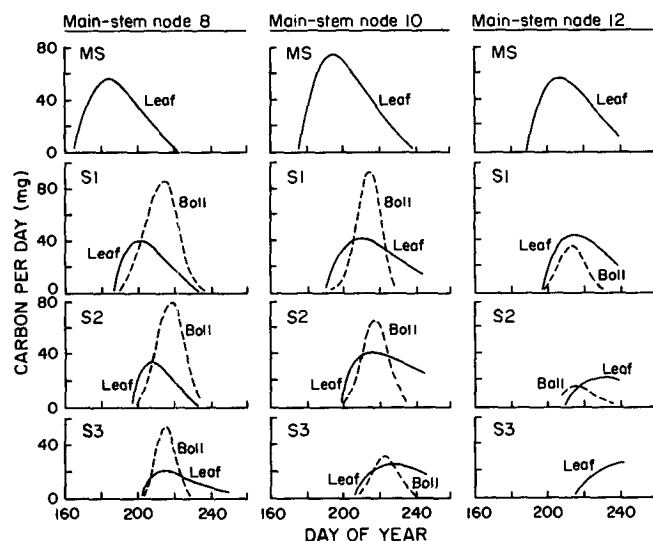 Main-stem node 8 Main-stem node 10 Main-stem node 12
80 MS MS MS
Leaf Leaf Leaf
40
0
80 S1 S1 S1
Boll Boll
40 Leaf Leaf Leaf Boll
0
80 S2 S2 S2
Boll Boll
40 Leaf Leaf Boll Leaf
0
S3 S3 S3
40 Boll Leaf Leaf Boll Leaf
0
160 200 240 160 200 240 160 200 240
DAY OF YEAR
CARBON PER DAY (mg)